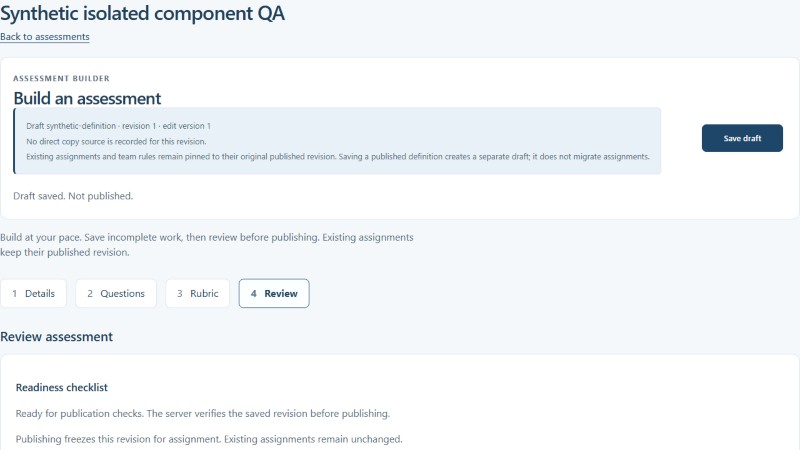 Synthetic isolated component QA
Back to assessments
ASSESSMENT BUILDER
Build an assessment
Draft synthetic-definition · revision 1 · edit version 1
No direct copy source is recorded for this revision.
Existing assignments and team rules remain pinned to their original published revision. Saving a published definition creates a separate draft; it does not migrate assignments.
Save draft
Draft saved. Not published.
Build at your pace. Save incomplete work, then review before publishing. Existing assignments
keep their published revision.
1 Details 2 Questions 3 Rubric 4 Review
Review assessment
Readiness checklist
Ready for publication checks. The server verifies the saved revision before publishing.
Publishing freezes this revision for assignment. Existing assignments remain unchanged.